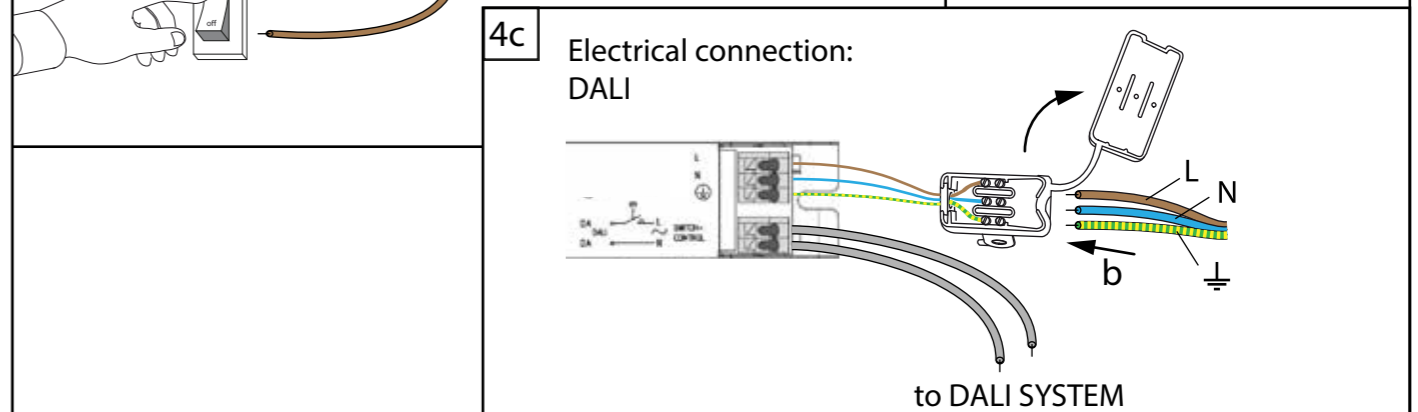 off
4c
Electrical connection:
DALI
L
N
DA
DALI
L
SWITCH+
CONTROL
DA
N
L
N
b
to DALI SYSTEM